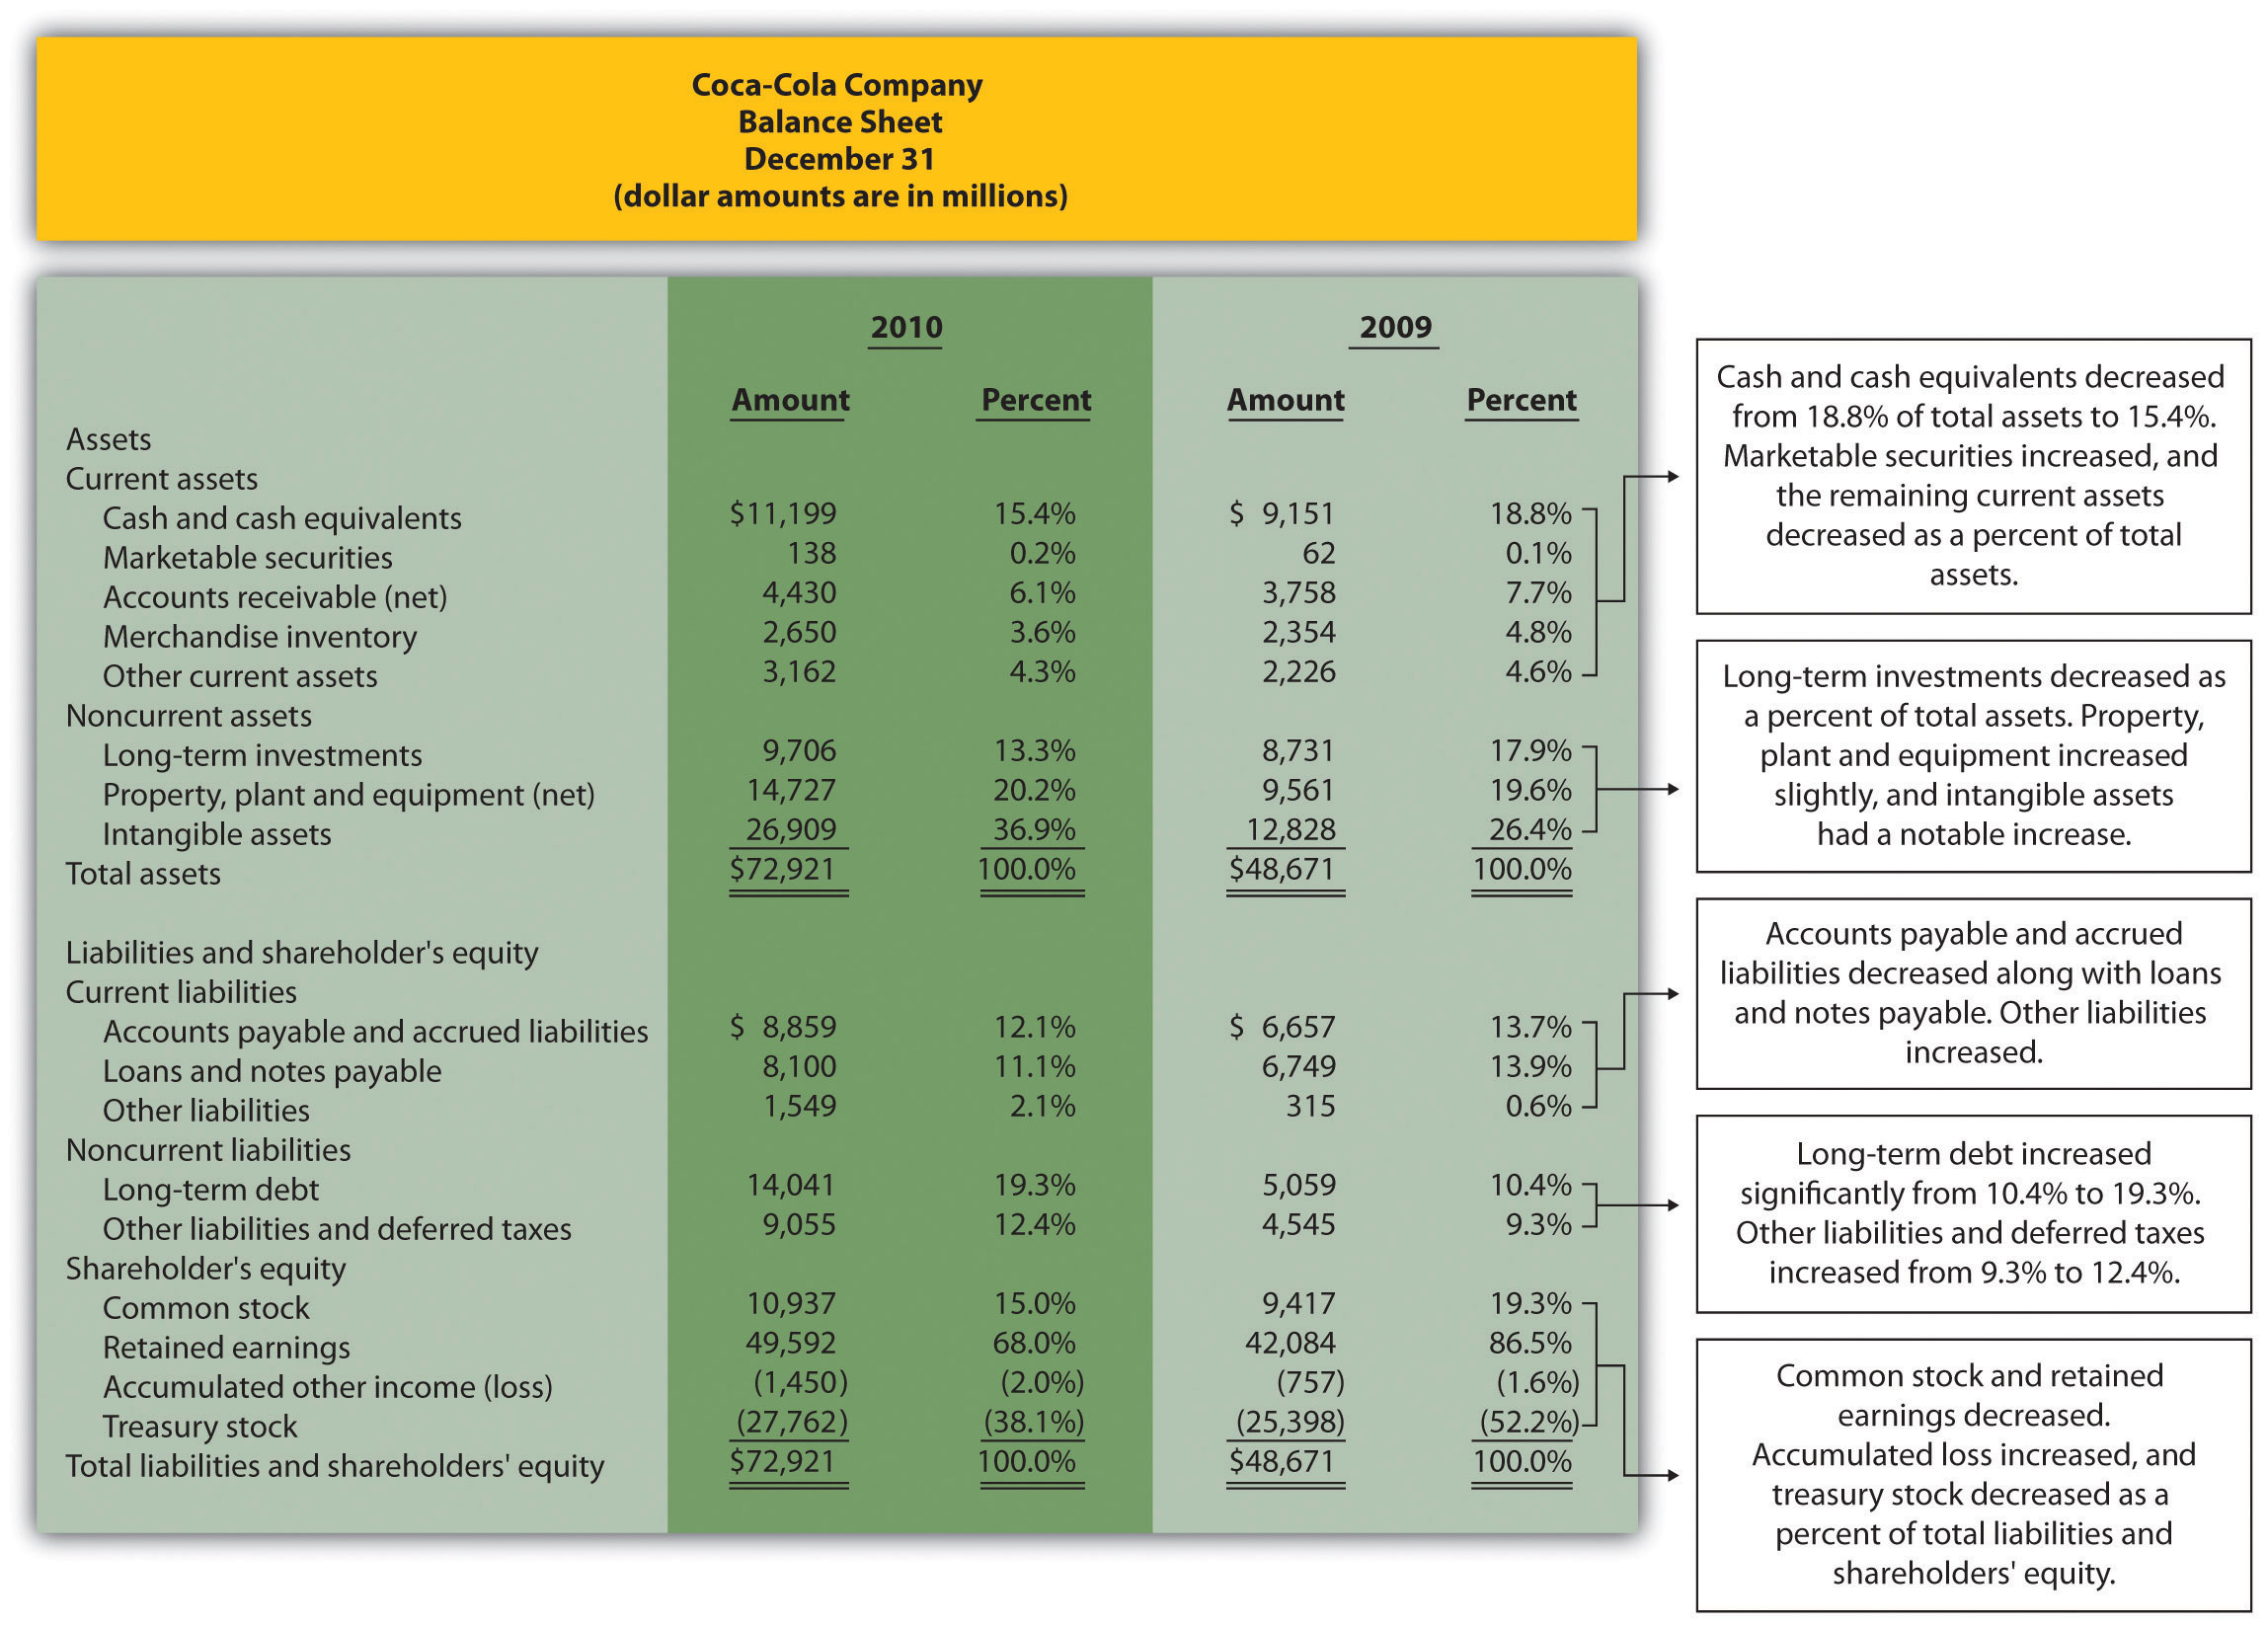 Coca-Cola Company
Balance Sheet
December 31
(dollar amounts are in millions)
2010 2009
Amount Percent Amount Percent
Assets
Current assets
Cash and cash equivalents $11,199 15.4% $ 9,151 18.8%
Marketable securities 138 0.2% 62 0.1%
Accounts receivable (net) 4,430 6.1% 3,758 7.7%
Merchandise inventory 2,650 3.6% 2,354 4.8%
Other current assets 3,162 4.3% 2,226 4.6%
Noncurrent assets
Long-term investments 9,706 13.3% 8,731 17.9%
Property, plant and equipment (net) 14,727 20.2% 9,561 19.6%
Intangible assets 26,909 36.9% 12,828 26.4%
Total assets $72,921 100.0% $48,671 100.0%
Liabilities and shareholder's equity
Current liabilities
Accounts payable and accrued liabilities $ 8,859 12.1% $ 6,657 13.7%
Loans and notes payable 8,100 11.1% 6,749 13.9%
Other liabilities 1,549 2.1% 315 0.6%
Noncurrent liabilities
Long-term debt 14,041 19.3% 5,059 10.4%
Other liabilities and deferred taxes 9,055 12.4% 4,545 9.3%
Shareholder's equity
Common stock 10,937 15.0% 9,417 19.3%
Retained earnings 49,592 68.0% 42,084 86.5%
Accumulated other income (loss) (1,450) (2.0%) (757) (1.6%)
Treasury stock (27,762) (38.1%) (25,398) (52.2%)
Total liabilities and shareholders' equity $72,921 100.0% $48,671 100.0%
Cash and cash equivalents decreased
from 18.8% of total assets to 15.4%.
Marketable securities increased, and
the remaining current assets
decreased as a percent of total
assets.
Long-term investments decreased as
a percent of total assets. Property,
plant and equipment increased
slightly, and intangible assets
had a notable increase.
Accounts payable and accrued
liabilities decreased along with loans
and notes payable. Other liabilities
increased.
Long-term debt increased
significantly from 10.4% to 19.3%.
Other liabilities and deferred taxes
increased from 9.3% to 12.4%.
Common stock and retained
earnings decreased.
Accumulated loss increased, and
treasury stock decreased as a
percent of total liabilities and
shareholders' equity.